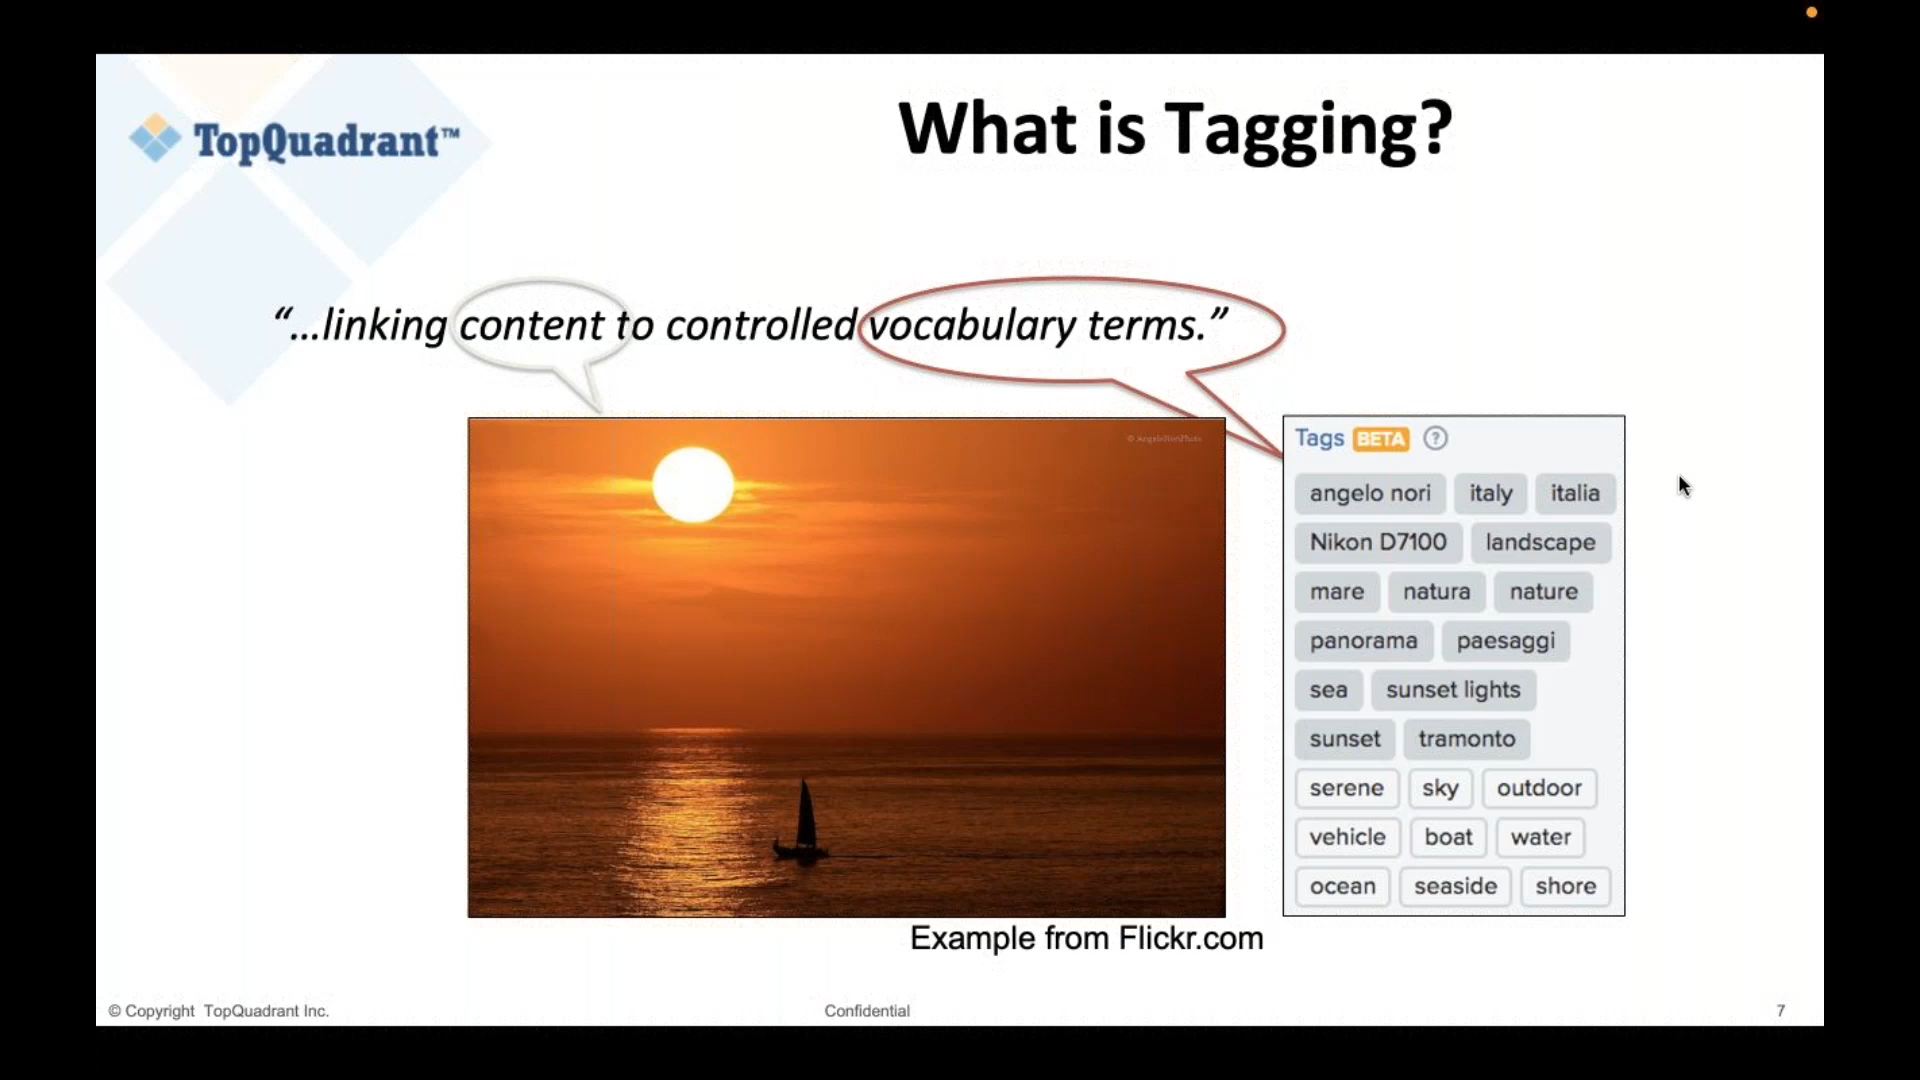 TopQuadrant™
What is Tagging?
“...linking content to controlled vocabulary terms.”
© AngeloNoriPhoto
Tags BETA ?
angelo nori italy italia
Nikon D7100 landscape
mare natura nature
panorama paesaggi
sea sunset lights
sunset tramonto
serene sky outdoor
vehicle boat water
ocean seaside shore
Example from Flickr.com
© Copyright TopQuadrant Inc. Confidential 7